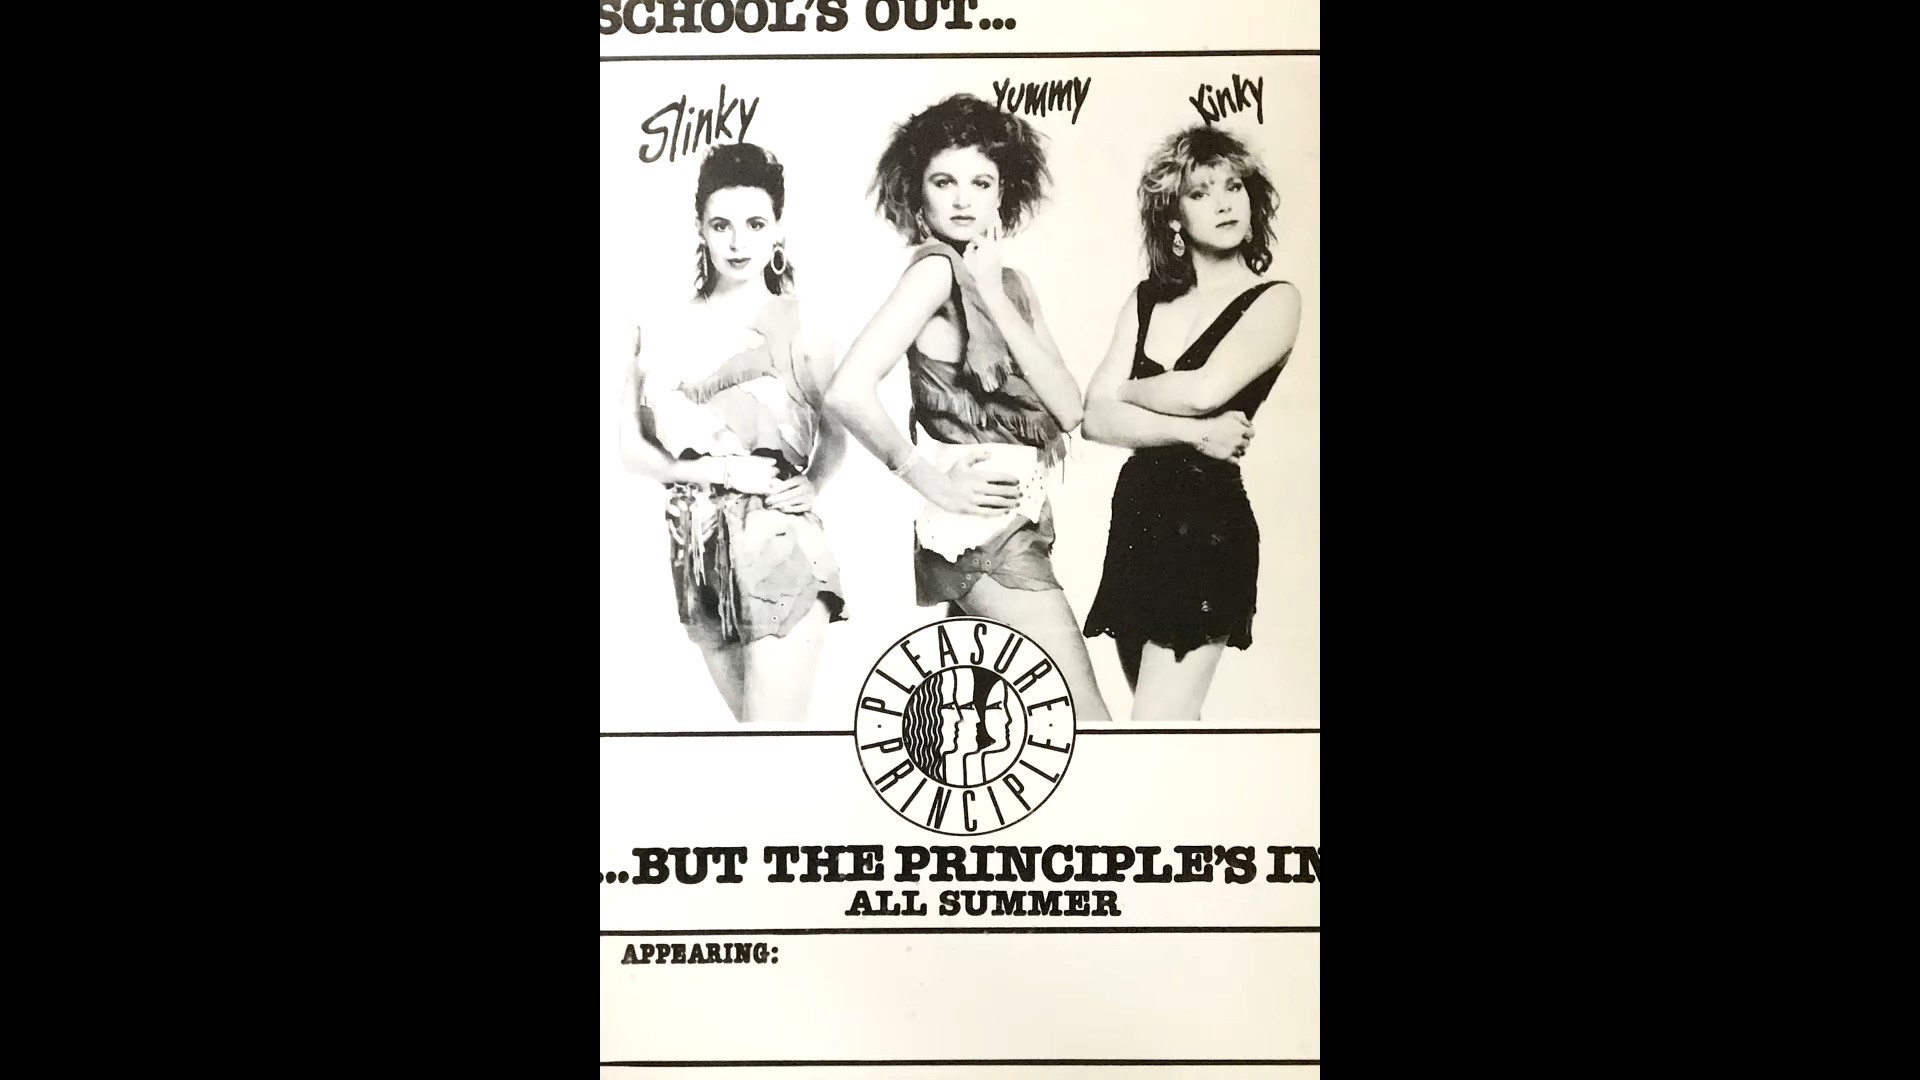 SCHOOL'S OUT...
Slinky
Yummy
Kinky
PLEASURE
PRINCIPLE
...BUT THE PRINCIPLE'S IN
ALL SUMMER
APPEARING: